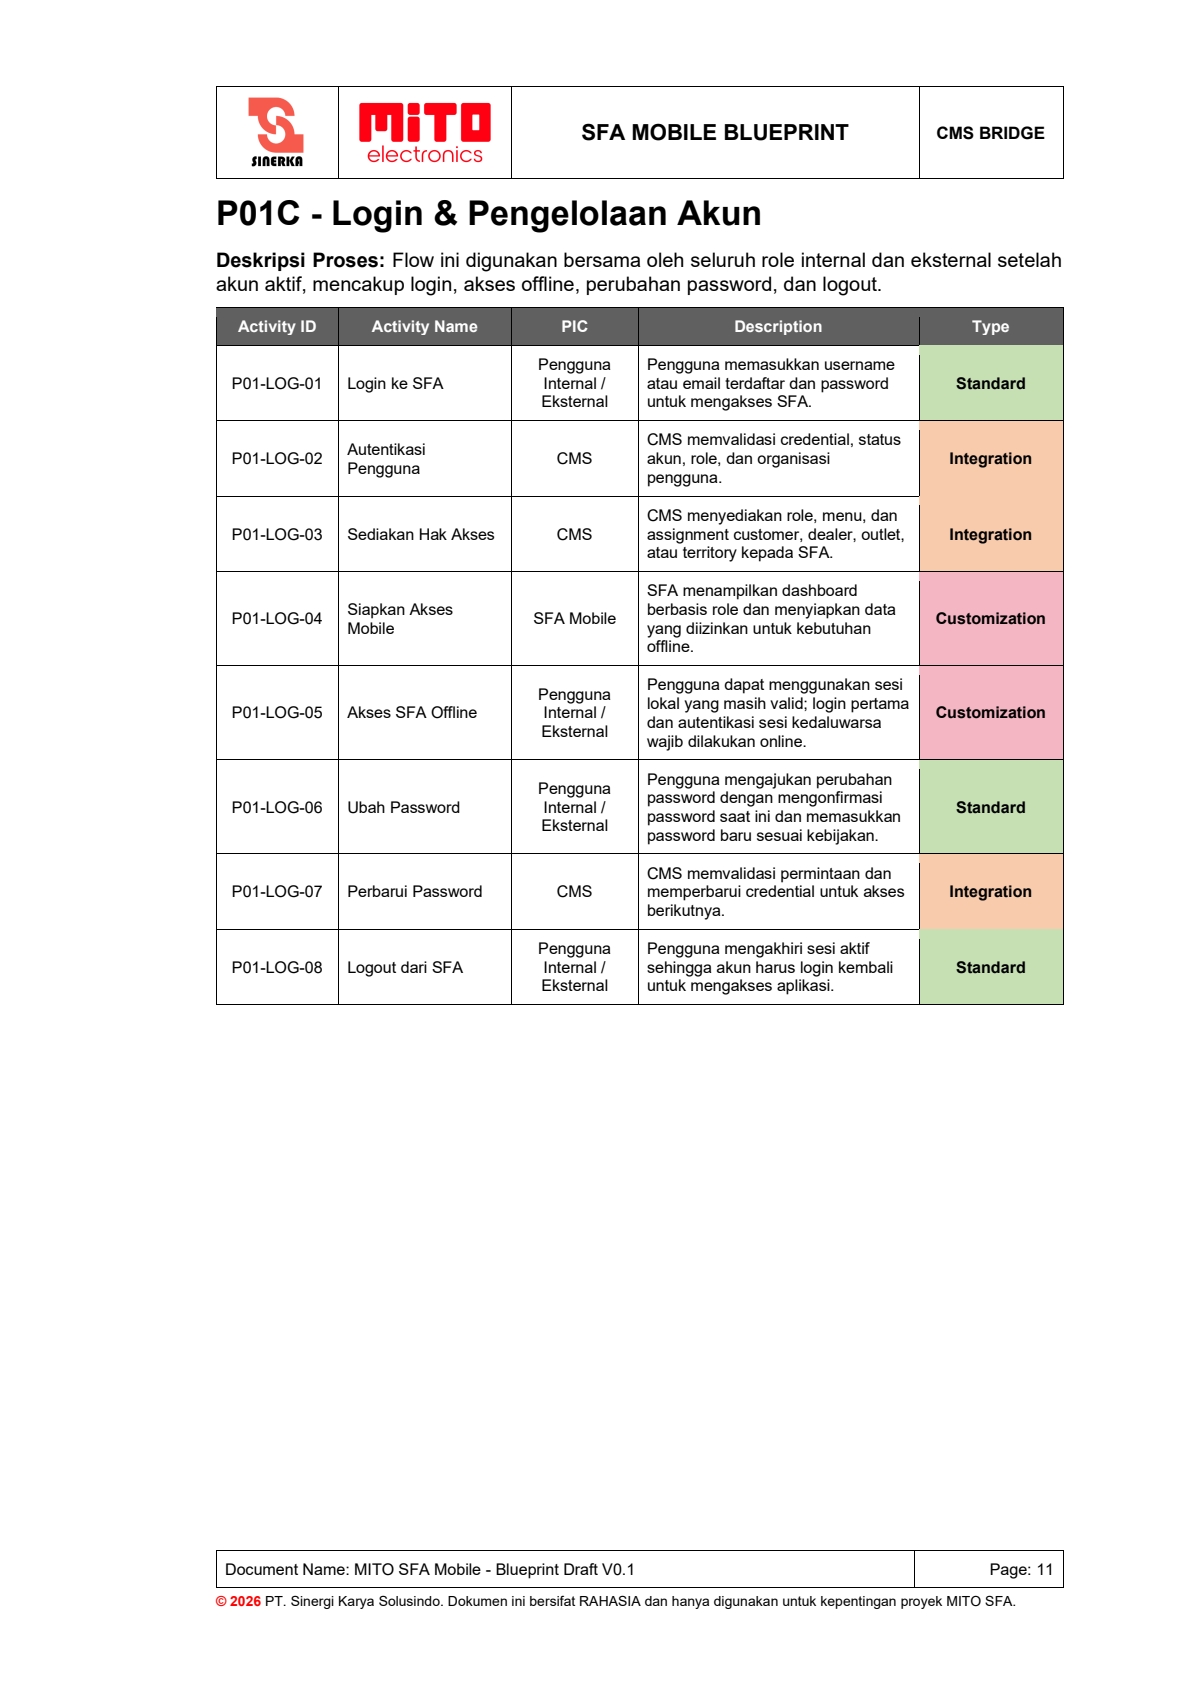 SINERKA
MiTO
electronics
SFA MOBILE BLUEPRINT
CMS BRIDGE
P01C - Login & Pengelolaan Akun
Deskripsi Proses: Flow ini digunakan bersama oleh seluruh role internal dan eksternal setelah
akun aktif, mencakup login, akses offline, perubahan password, dan logout.
Activity ID
Activity Name
PIC
Description
Type
P01-LOG-01
Login ke SFA
Pengguna
Internal /
Eksternal
Pengguna memasukkan username
atau email terdaftar dan password
untuk mengakses SFA.
Standard
P01-LOG-02
Autentikasi
Pengguna
CMS
CMS memvalidasi credential, status
akun, role, dan organisasi
pengguna.
Integration
P01-LOG-03
Sediakan Hak Akses
CMS
CMS menyediakan role, menu, dan
assignment customer, dealer, outlet,
atau territory kepada SFA.
Integration
P01-LOG-04
Siapkan Akses
Mobile
SFA Mobile
SFA menampilkan dashboard
berbasis role dan menyiapkan data
yang diizinkan untuk kebutuhan
offline.
Customization
P01-LOG-05
Akses SFA Offline
Pengguna
Internal /
Eksternal
Pengguna dapat menggunakan sesi
lokal yang masih valid; login pertama
dan autentikasi sesi kedaluwarsa
wajib dilakukan online.
Customization
P01-LOG-06
Ubah Password
Pengguna
Internal /
Eksternal
Pengguna mengajukan perubahan
password dengan mengonfirmasi
password saat ini dan memasukkan
password baru sesuai kebijakan.
Standard
P01-LOG-07
Perbarui Password
CMS
CMS memvalidasi permintaan dan
memperbarui credential untuk akses
berikutnya.
Integration
P01-LOG-08
Logout dari SFA
Pengguna
Internal /
Eksternal
Pengguna mengakhiri sesi aktif
sehingga akun harus login kembali
untuk mengakses aplikasi.
Standard
Document Name: MITO SFA Mobile - Blueprint Draft V0.1
Page: 11
© 2026 PT. Sinergi Karya Solusindo. Dokumen ini bersifat RAHASIA dan hanya digunakan untuk kepentingan proyek MITO SFA.